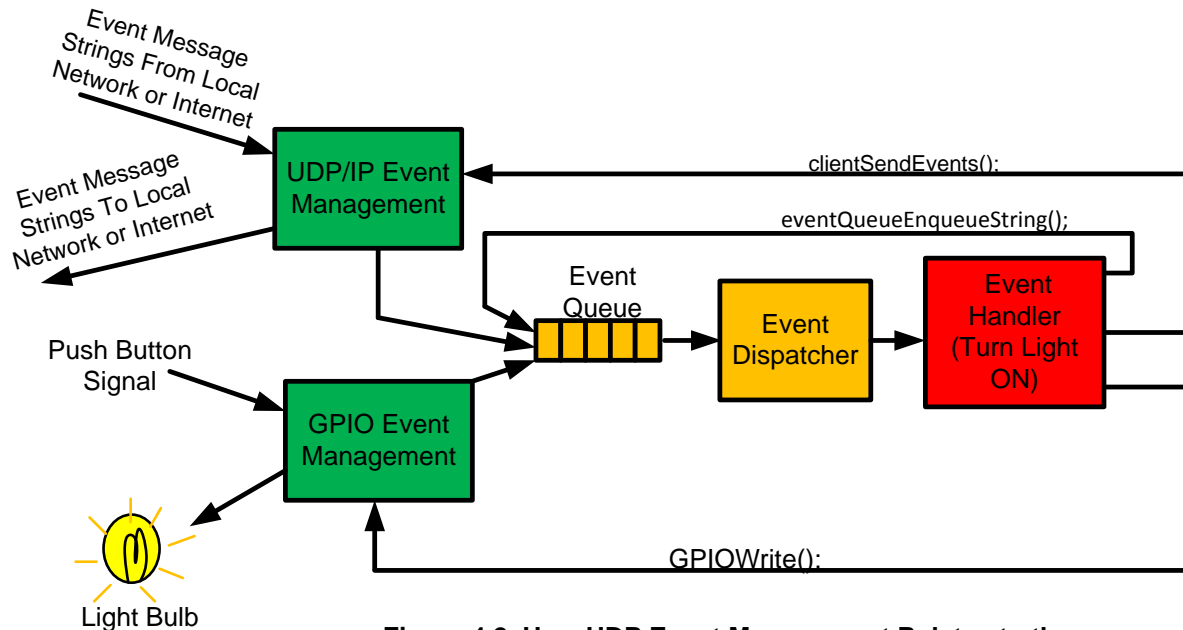 Event Message
Strings From Local
Network or Internet
Event Message
Strings To Local
Network or Internet
UDP/IP Event
Management
clientSendEvents();
eventQueueEnqueueString();
Event
Queue
Event
Dispatcher
Event
Handler
(Turn Light
ON)
Push Button
Signal
GPIO Event
Management
GPIOWrite();
Light Bulb